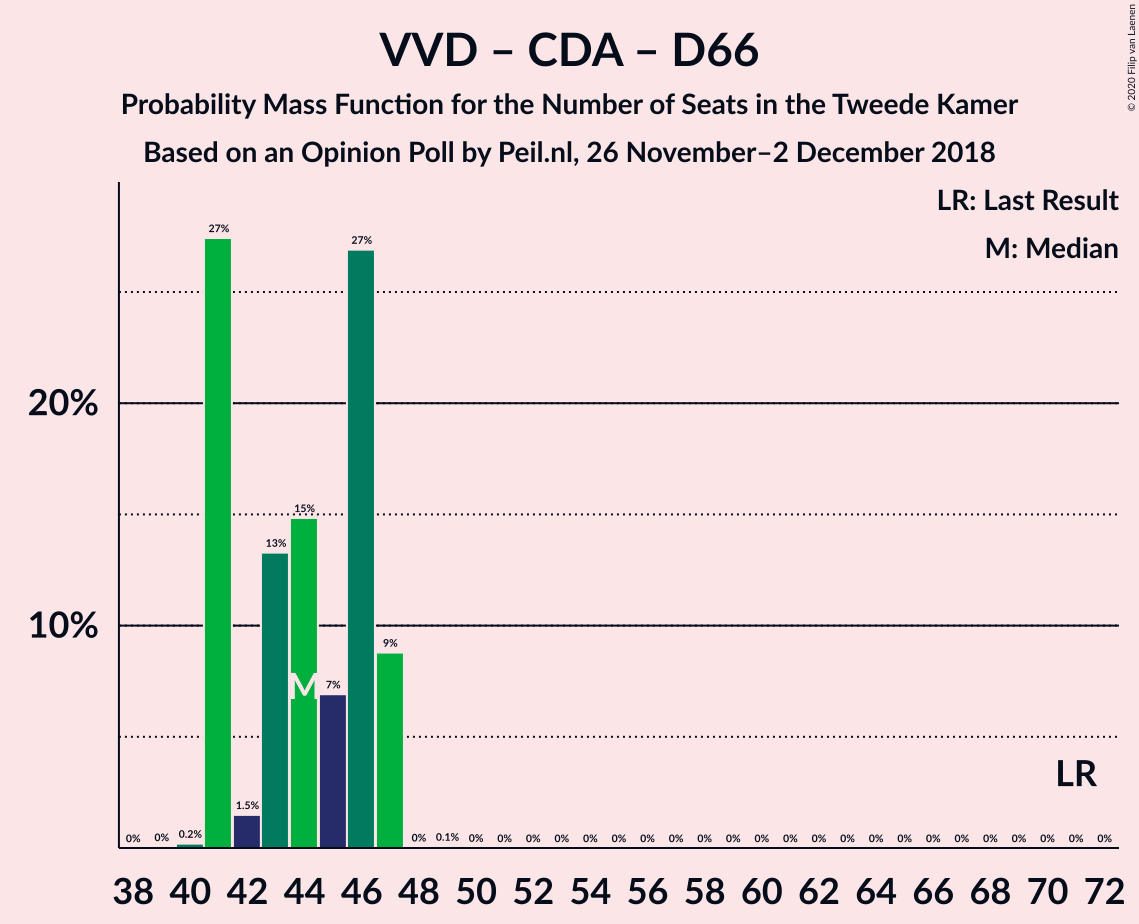 VVD – CDA – D66
Probability Mass Function for the Number of Seats in the Tweede Kamer
Based on an Opinion Poll by Peil.nl, 26 November–2 December 2018
© 2020 Filip van Laenen
LR: Last Result
M: Median
20%
10%
0% 0% 0.2% 27% 1.5% 13% 15% 7% 27% 9% 0% 0.1% 0% 0% 0% 0% 0% 0% 0% 0% 0% 0% 0% 0% 0% 0% 0% 0% 0% 0% 0% 0% 0% 0% 0%
M
LR
38 40 42 44 46 48 50 52 54 56 58 60 62 64 66 68 70 72